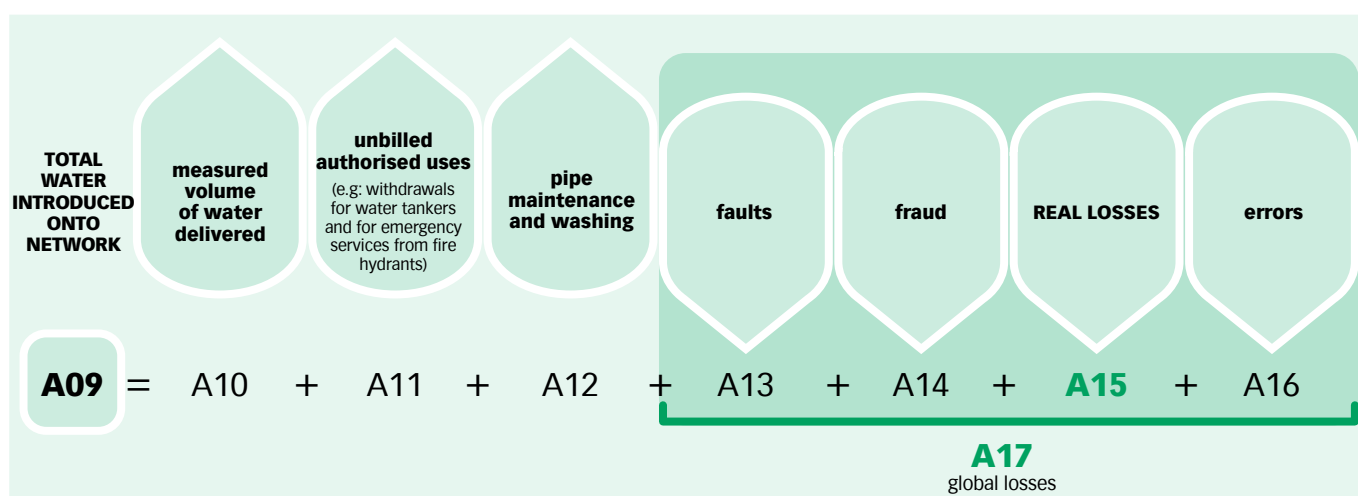 TOTAL
WATER
INTRODUCED
ONTO
NETWORK
measured
volume
of water
delivered
unbilled
authorised uses
(e.g: withdrawals
for water tankers
and for emergency
services from fire
hydrants)
pipe
maintenance
and washing
faults
fraud
REAL LOSSES
errors
A09 = A10 + A11 + A12 + A13 + A14 + A15 + A16
A17
global losses